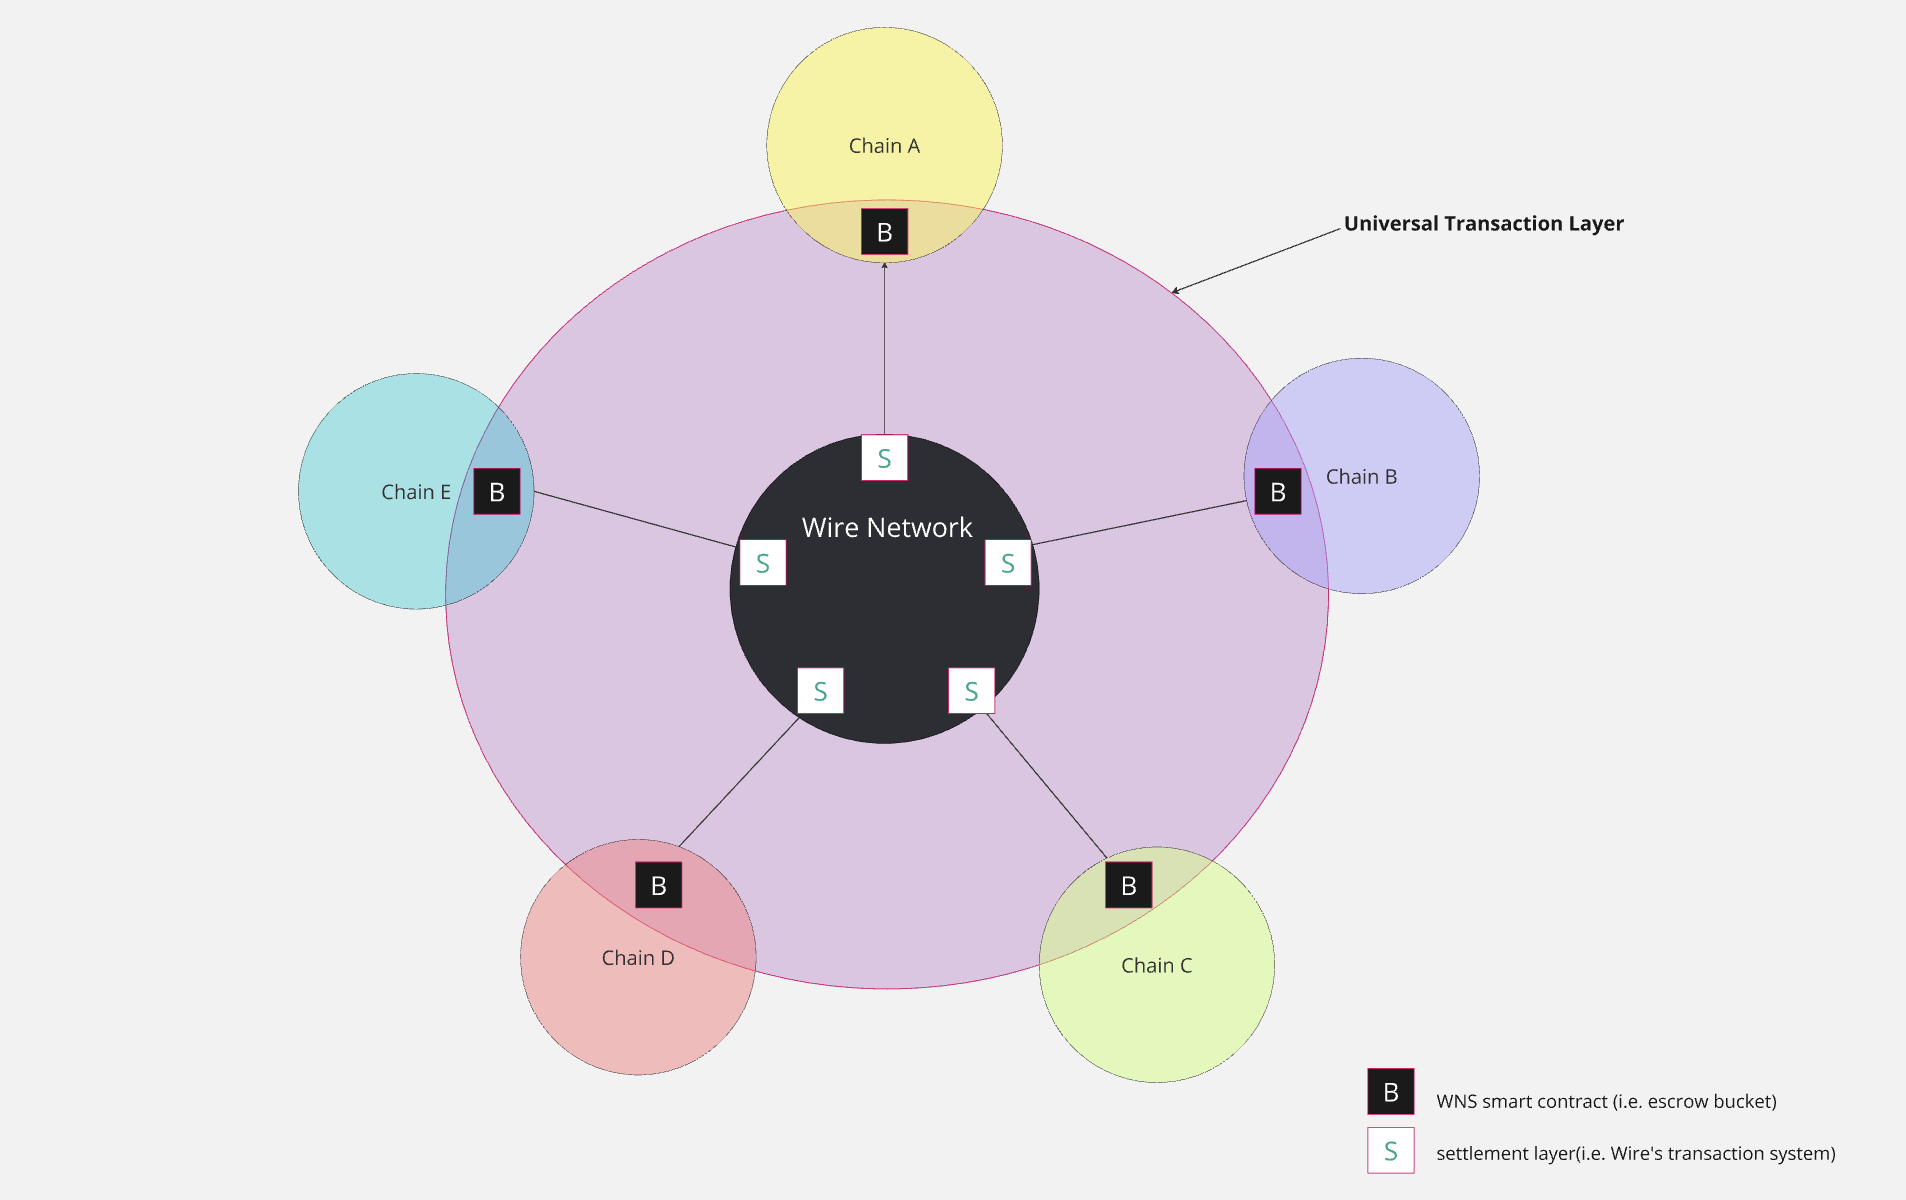 Chain A
B
Universal Transaction Layer
Chain E
B
S
Wire Network
S
S
B
Chain B
S
S
B
Chain D
B
Chain C
B
WNS smart contract (i.e. escrow bucket)
S
settlement layer(i.e. Wire's transaction system)